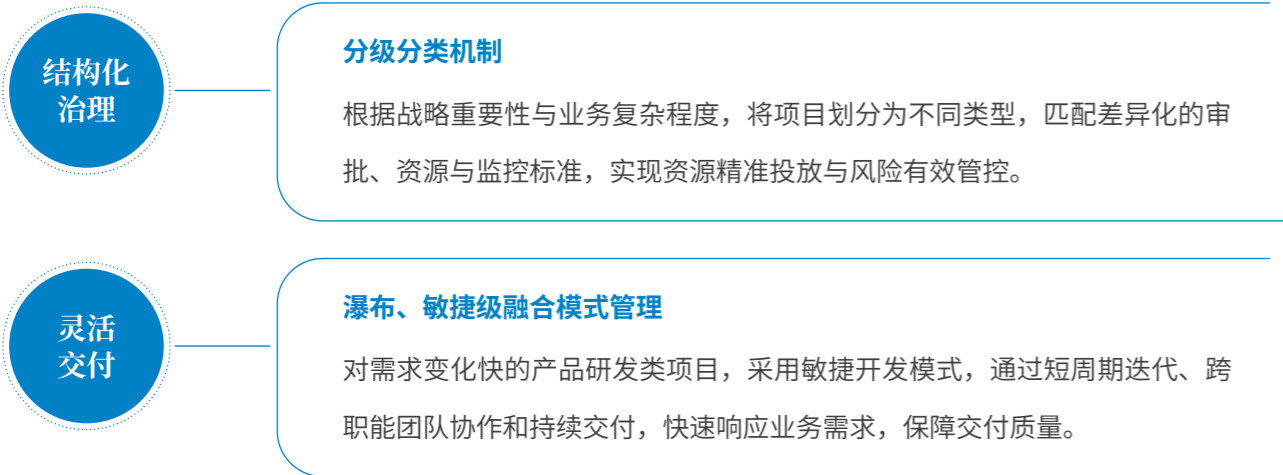 结构化
治理
分级分类机制
根据战略重要性与业务复杂程度，将项目划分为不同类型，匹配差异化的审
批、资源与监控标准，实现资源精准投放与风险有效管控。
灵活
交付
瀑布、敏捷级融合模式管理
对需求变化快的产品研发类项目，采用敏捷开发模式，通过短周期迭代、跨
职能团队协作和持续交付，快速响应业务需求，保障交付质量。